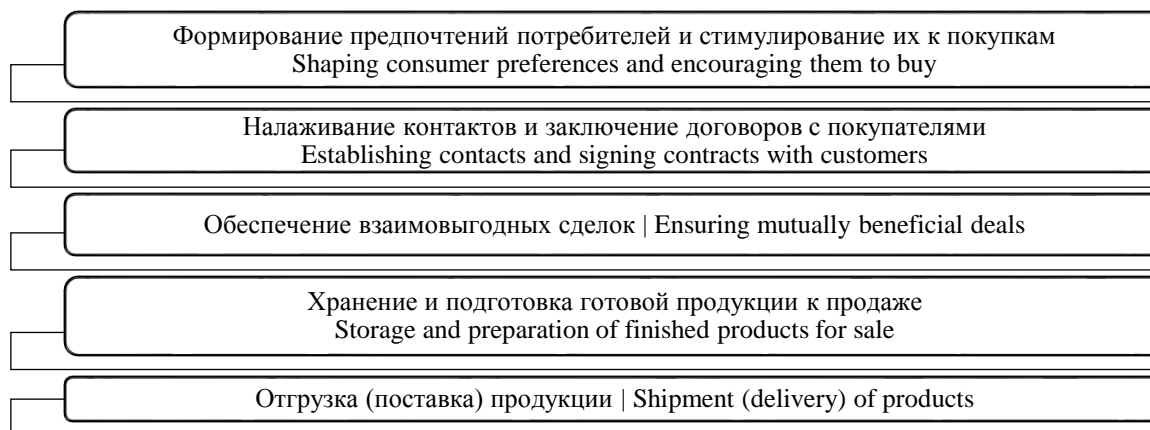 Формирование предпочтений потребителей и стимулирование их к покупкам
Shaping consumer preferences and encouraging them to buy
Налаживание контактов и заключение договоров с покупателями
Establishing contacts and signing contracts with customers
Обеспечение взаимовыгодных сделок | Ensuring mutually beneficial deals
Хранение и подготовка готовой продукции к продаже
Storage and preparation of finished products for sale
Отгрузка (поставка) продукции | Shipment (delivery) of products